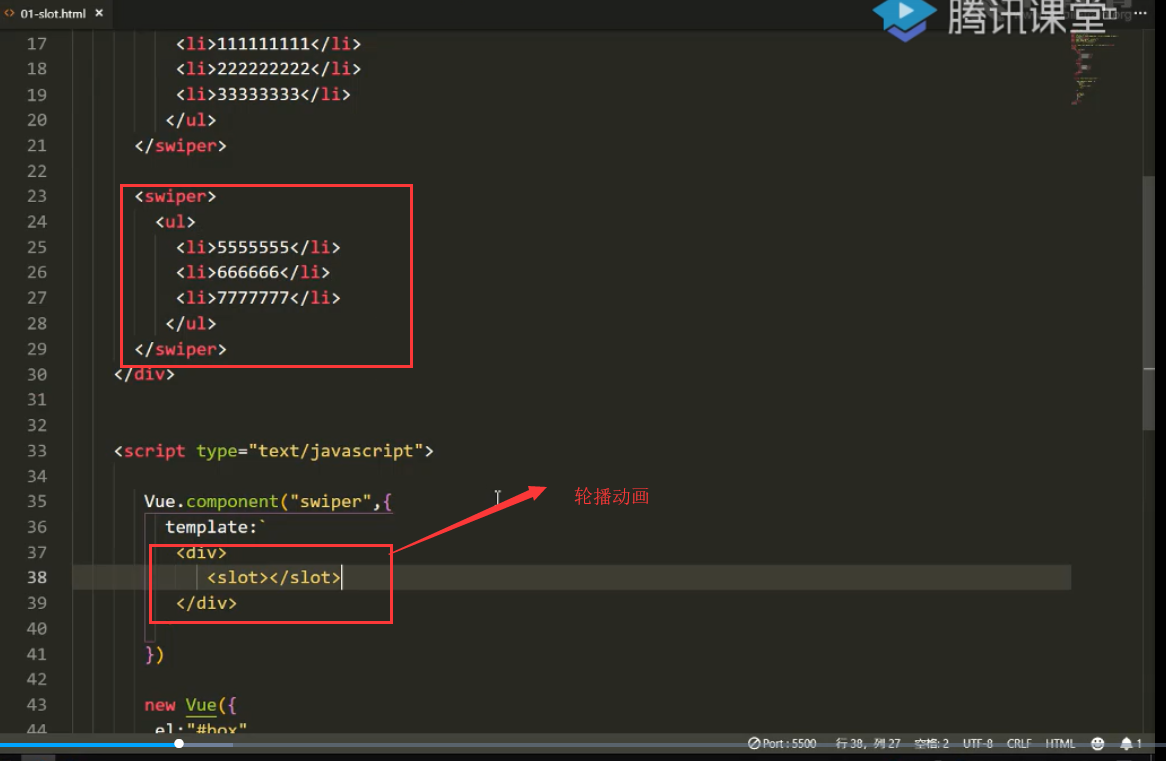 <> 01-slot.html ×
腾讯课堂
17 <li>111111111</li>
18 <li>222222222</li>
19 <li>33333333</li>
20 </ul>
21 </swiper>
22
23 <swiper>
24 <ul>
25 <li>5555555</li>
26 <li>666666</li>
27 <li>7777777</li>
28 </ul>
29 </swiper>
30 </div>
31
32
33 <script type="text/javascript">
34
35 Vue.component("swiper",{
轮播动画
36 template:`
37 <div>
38 <slot></slot>
39 </div>
40
41 })
42
43 new Vue({
44 el:"#box"
Port : 5500 行 38，列 27 空格: 2 UTF-8 CRLF HTML 1